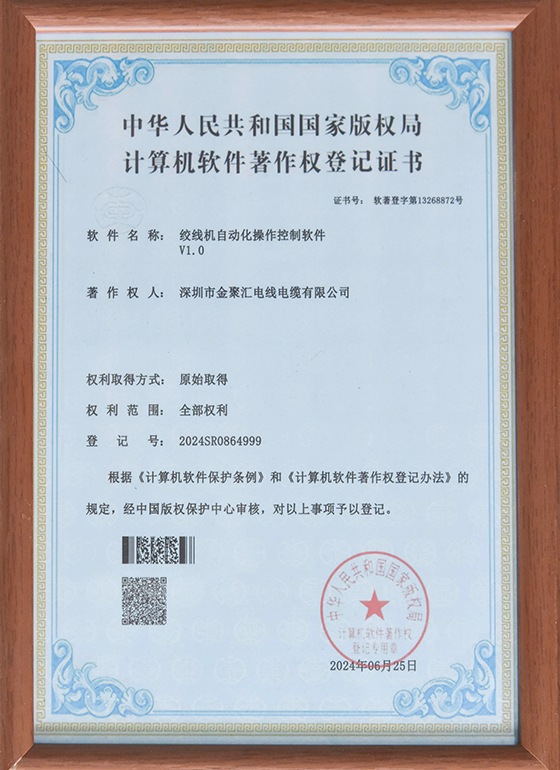 中华人民共和国国家版权局
计算机软件著作权登记证书
证书号： 软著登字第13268872号
软件名称： 绞线机自动化操作控制软件
V1.0
著作权人： 深圳市金聚汇电线电缆有限公司
权利取得方式： 原始取得
权利范围： 全部权利
登记号： 2024SR0864999
根据《计算机软件保护条例》和《计算机软件著作权登记办法》的
规定，经中国版权保护中心审核，对以上事项予以登记。
中华人民共和国国家版权局
计算机软件著作权
登记专用章
2024年06月25日